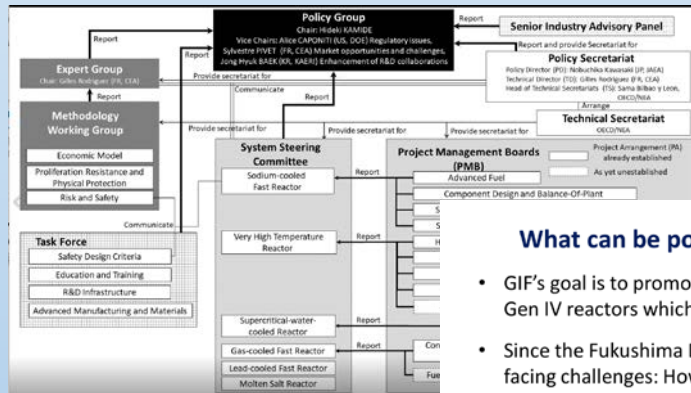 Policy Group
Chair: Hideki KAMIDE
Vice Chairs: Alice CAPONITI (US, DOE) Regulatory issues,
Sylvestre PIVET (FR, CEA) Market opportunities and challenges,
Jong Hyuk BAEK (KR, KAERI) Enhancement of R&D collaborations
Report
Report
Senior Industry Advisory Panel
Report and provide Secretariat for
Policy Secretariat
Policy Director (PD): Nobuchika Kawasaki (JP, JAEA)
Technical Director (TD): Gilles Rodriguez (FR, CEA)
Head of Technical Secretariats (TS): Sama Bilbao y Leon,
OECD/NEA
Expert Group
Chair: Gilles Rodriguez (FR, CEA)
Report
Provide secretariat for
Communicate
Arrange
Technical Secretariat
OECD/NEA
Methodology
Working Group
Economic Model
Proliferation Resistance and
Physical Protection
Risk and Safety
Provide secretariat for
Provide secretariat for
Provide secretariat for
System Steering
Committee
Sodium-cooled
Fast Reactor
Very High Temperature
Reactor
Supercritical-water-
cooled Reactor
Gas-cooled Fast Reactor
Lead-cooled Fast Reactor
Molten Salt Reactor
Report
Report
Report
Report
Project Management Boards
(PMB)
Project Arrangement (PA)
already established
As yet unestablished
Advanced Fuel
Component Design and Balance-Of-Plant
S
S
H
Con
Fue
Communicate
Task Force
Safety Design Criteria
Education and Training
R&D Infrastructure
Advanced Manufacturing and Materials
What can be po
• GIF's goal is to promo
Gen IV reactors which
• Since the Fukushima
facing challenges: Ho